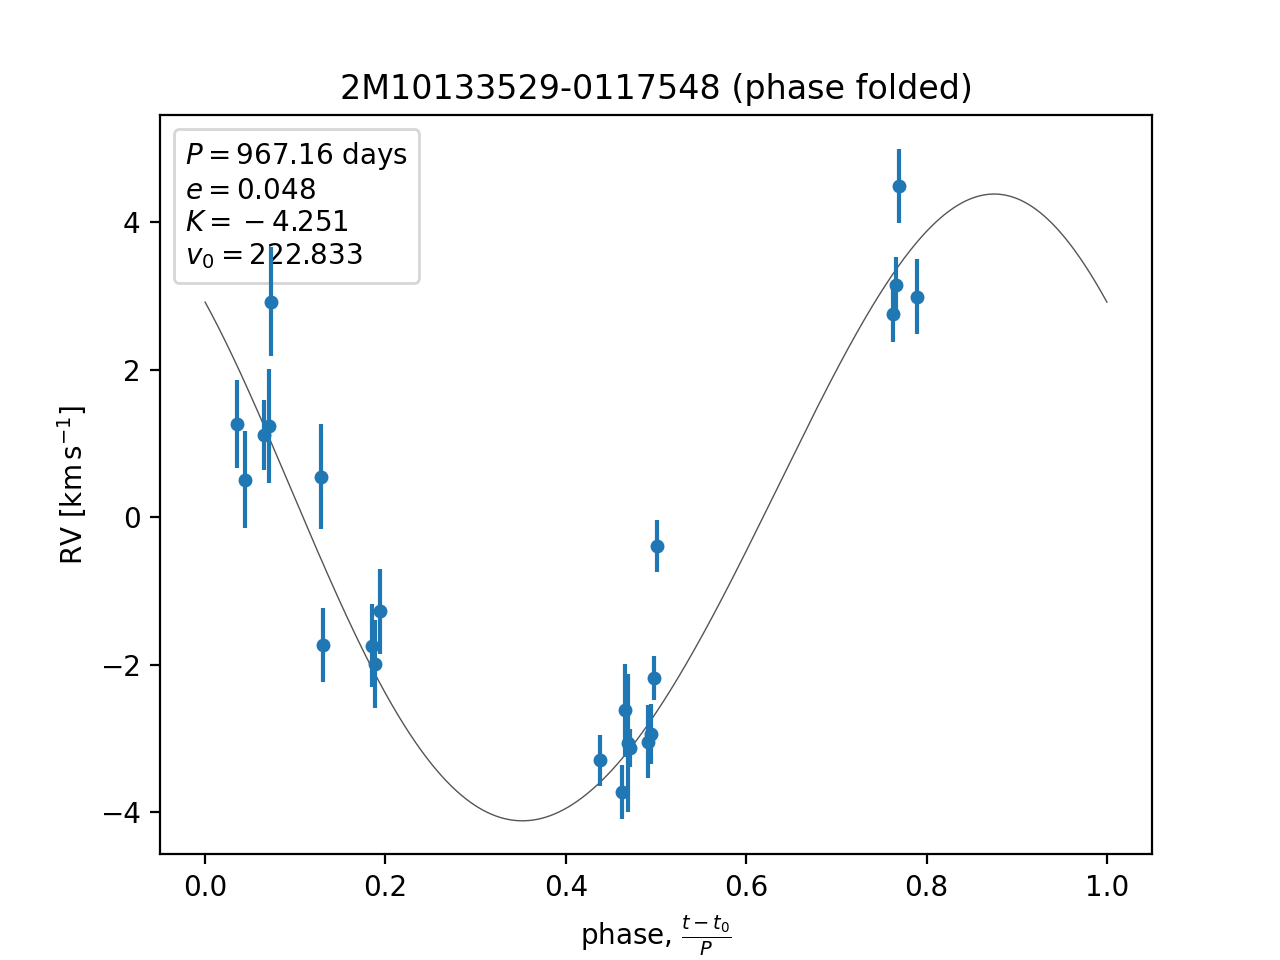 2M10133529-0117548 (phase folded)
P = 967.16 days
e = 0.048
K = −4.251
v₀ = 222.833
4
2
0
−2
−4
RV [km s⁻¹]
0.0 0.2 0.4 0.6 0.8 1.0
phase, (t − t₀)/P